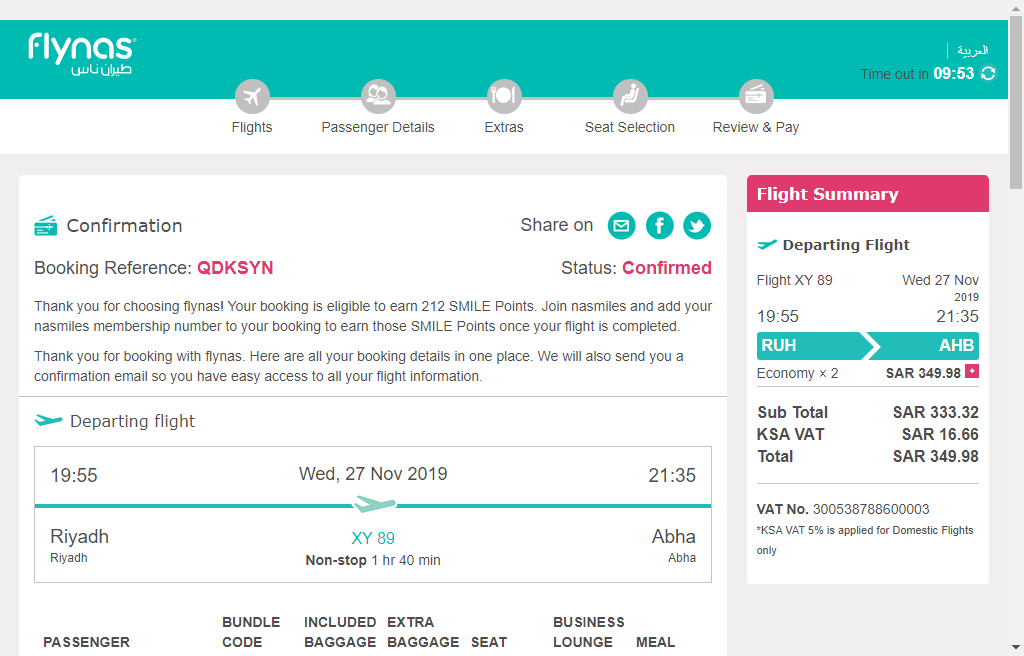 flynas
طيران ناس
العربية
Time out in 09:53
Flights
Passenger Details
Extras
Seat Selection
Review & Pay
Confirmation
Share on
Booking Reference: QDKSYN
Status: Confirmed
Thank you for choosing flynas! Your booking is eligible to earn 212 SMILE Points. Join nasmiles and add your
nasmiles membership number to your booking to earn those SMILE Points once your flight is completed.
Thank you for booking with flynas. Here are all your booking details in one place. We will also send you a
confirmation email so you have easy access to all your flight information.
Departing flight
19:55 Wed, 27 Nov 2019 21:35
Riyadh XY 89 Abha
Riyadh Non-stop 1 hr 40 min Abha
PASSENGER
BUNDLE
CODE
INCLUDED
BAGGAGE
EXTRA
BAGGAGE
SEAT
BUSINESS
LOUNGE
MEAL
Flight Summary
Departing Flight
Flight XY 89 Wed 27 Nov
2019
19:55 21:35
RUH AHB
Economy × 2 SAR 349.98 +
Sub Total SAR 333.32
KSA VAT SAR 16.66
Total SAR 349.98
VAT No. 300538788600003
*KSA VAT 5% is applied for Domestic Flights
only